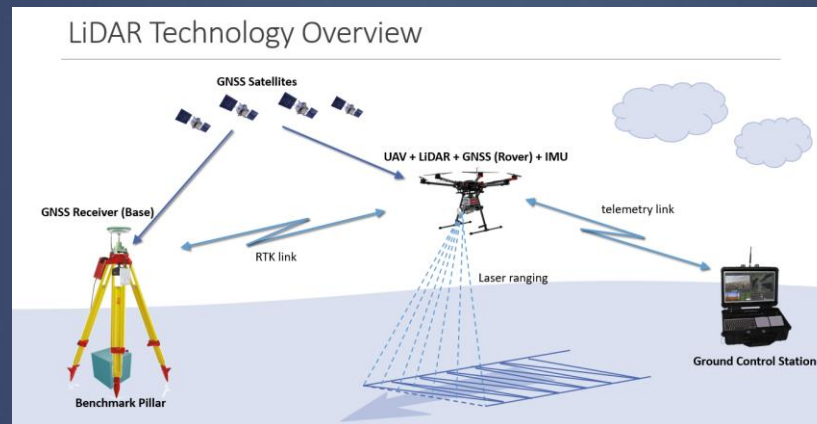 LiDAR Technology Overview
GNSS Satellites
UAV + LiDAR + GNSS (Rover) + IMU
GNSS Receiver (Base)
telemetry link
RTK link
Laser ranging
Ground Control Station
Benchmark Pillar